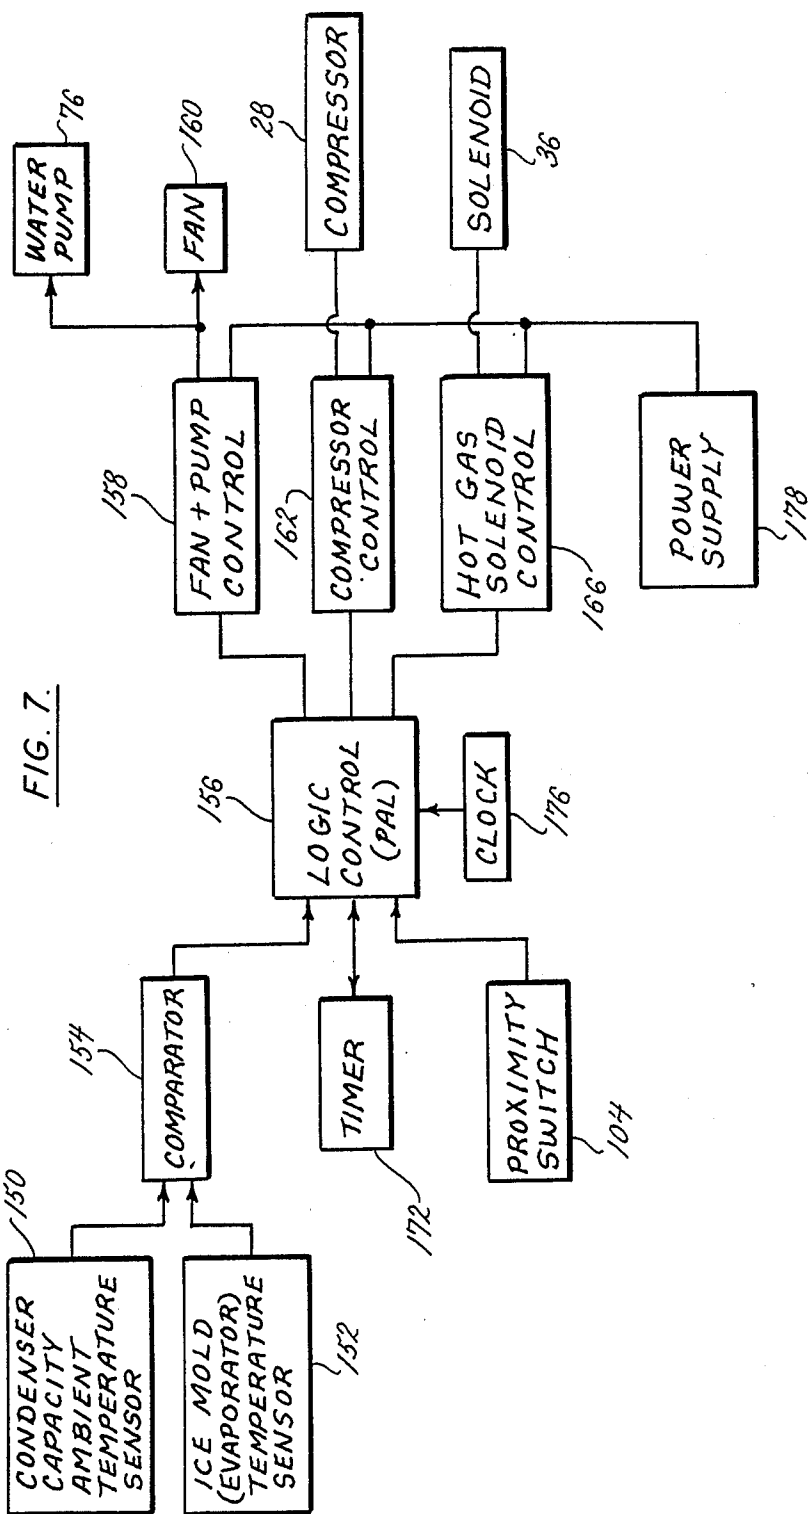 FIG. 7.
CONDENSER
CAPACITY
AMBIENT
TEMPERATURE
SENSOR
150
ICE MOLD
(EVAPORATOR)
TEMPERATURE
SENSOR
152
COMPARATOR
154
TIMER
172
PROXIMITY
SWITCH
104
LOGIC
CONTROL
(PAL)
156
CLOCK
176
FAN + PUMP
CONTROL
158
COMPRESSOR
CONTROL
162
HOT GAS
SOLENOID
CONTROL
166
POWER
SUPPLY
178
WATER
PUMP
76
FAN
160
COMPRESSOR
28
SOLENOID
36